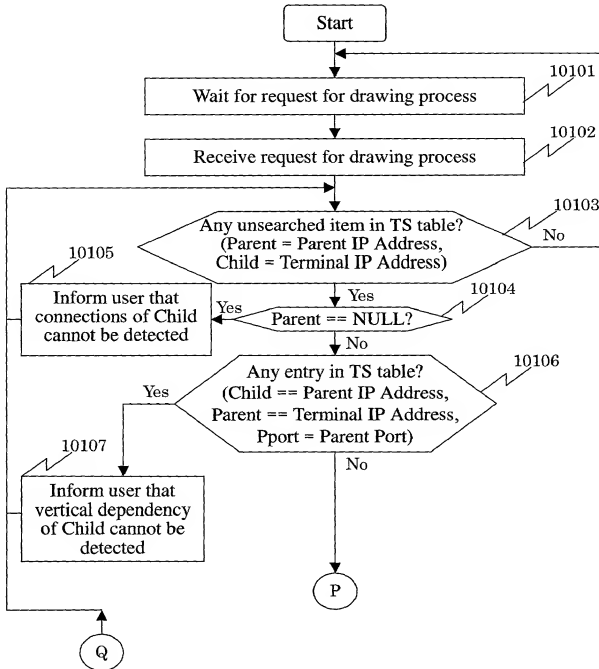 Start
10101
Wait for request for drawing process
10102
Receive request for drawing process
10103
Any unsearched item in TS table?
(Parent = Parent IP Address,
Child = Terminal IP Address)
No
10105
Yes
10104
Inform user that
connections of Child
cannot be detected
Yes
Parent == NULL?
No
10106
Any entry in TS table?
(Child == Parent IP Address,
Parent == Terminal IP Address,
Pport = Parent Port)
Yes
10107
No
Inform user that
vertical dependency
of Child cannot be
detected
P
Q